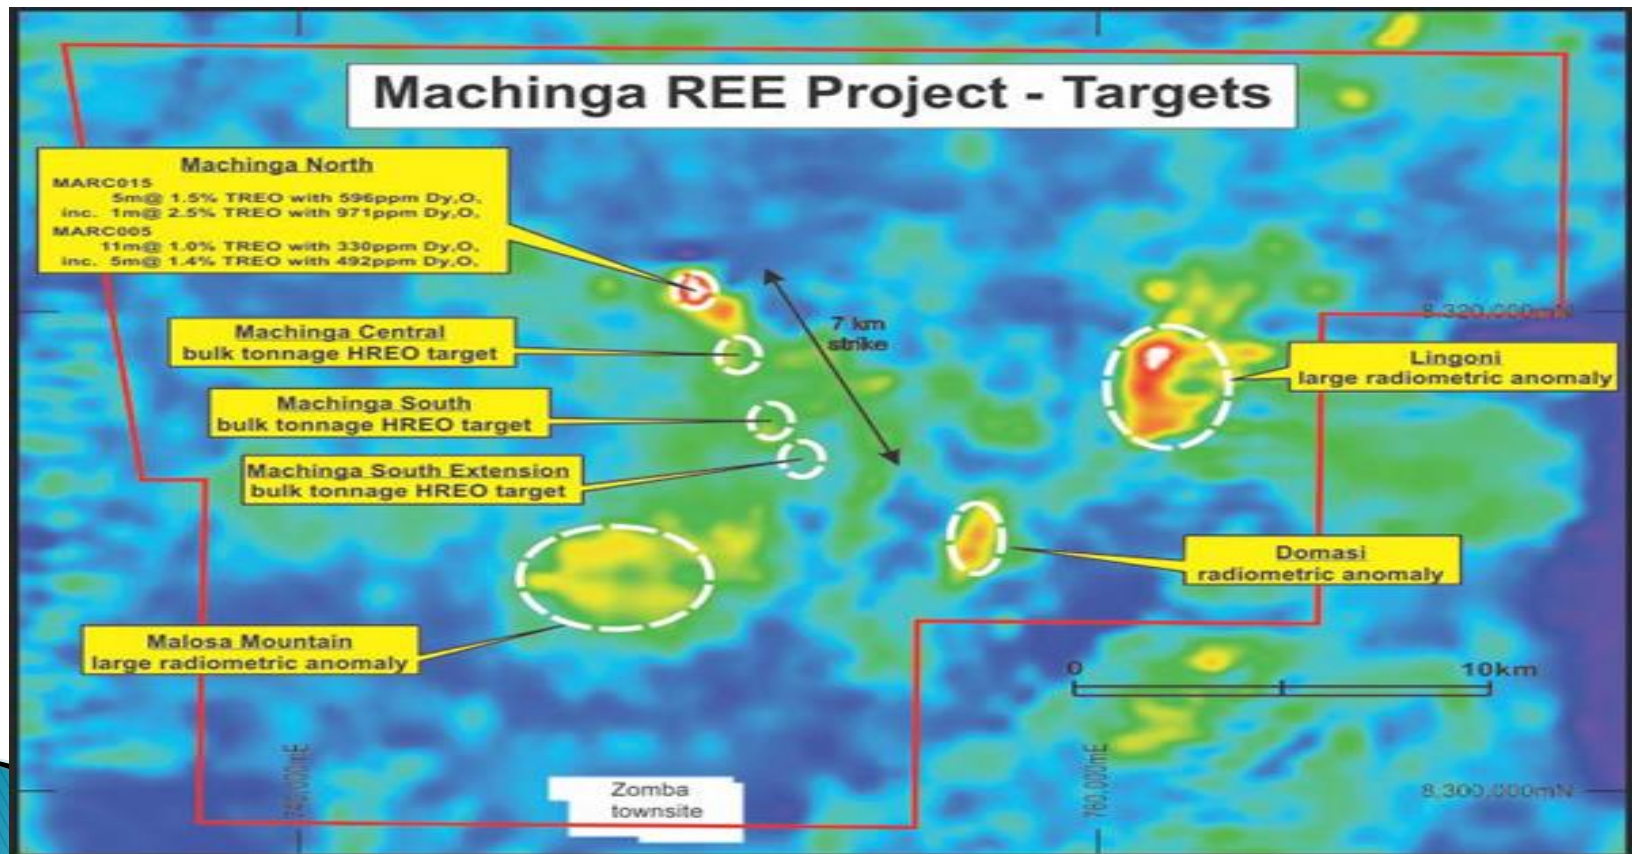 Machinga REE Project - Targets
Machinga North
MARC015
5m@ 1.5% TREO with 596ppm Dy₂O₃
inc. 1m@ 2.5% TREO with 971ppm Dy₂O₃
MARC005
11m@ 1.0% TREO with 330ppm Dy₂O₃
inc. 5m@ 1.4% TREO with 492ppm Dy₂O₃
7 km
strike
8,320,000mN
Machinga Central
bulk tonnage HREO target
Lingoni
large radiometric anomaly
Machinga South
bulk tonnage HREO target
Machinga South Extension
bulk tonnage HREO target
Domasi
radiometric anomaly
Malosa Mountain
large radiometric anomaly
0 10km
780,000mE
Zomba
townsite
8,300,000mN